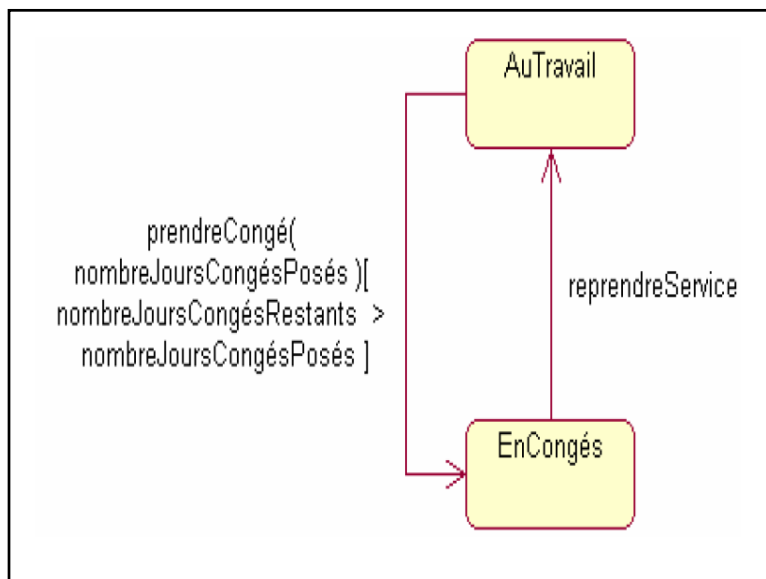 AuTravail
prendreCongé(
nombreJoursCongésPosés )[
nombreJoursCongésRestants >
nombreJoursCongésPosés ]
reprendreService
EnCongés